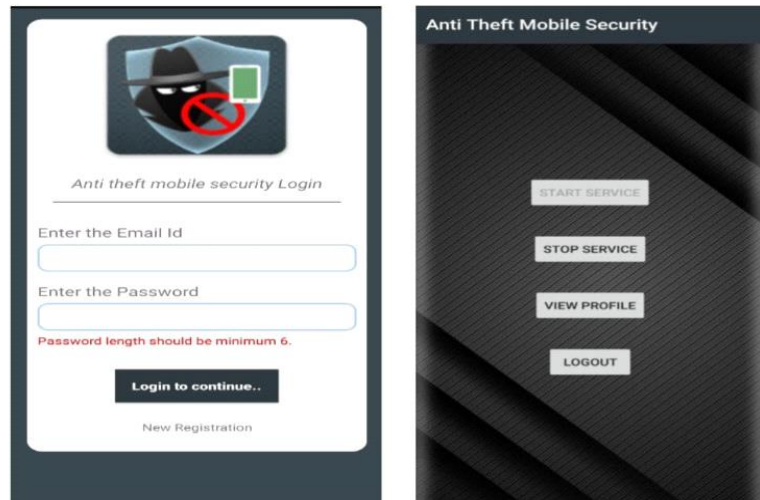 Anti theft mobile security Login
Enter the Email Id
Enter the Password
Password length should be minimum 6.
Login to continue..
New Registration
Anti Theft Mobile Security
START SERVICE
STOP SERVICE
VIEW PROFILE
LOGOUT